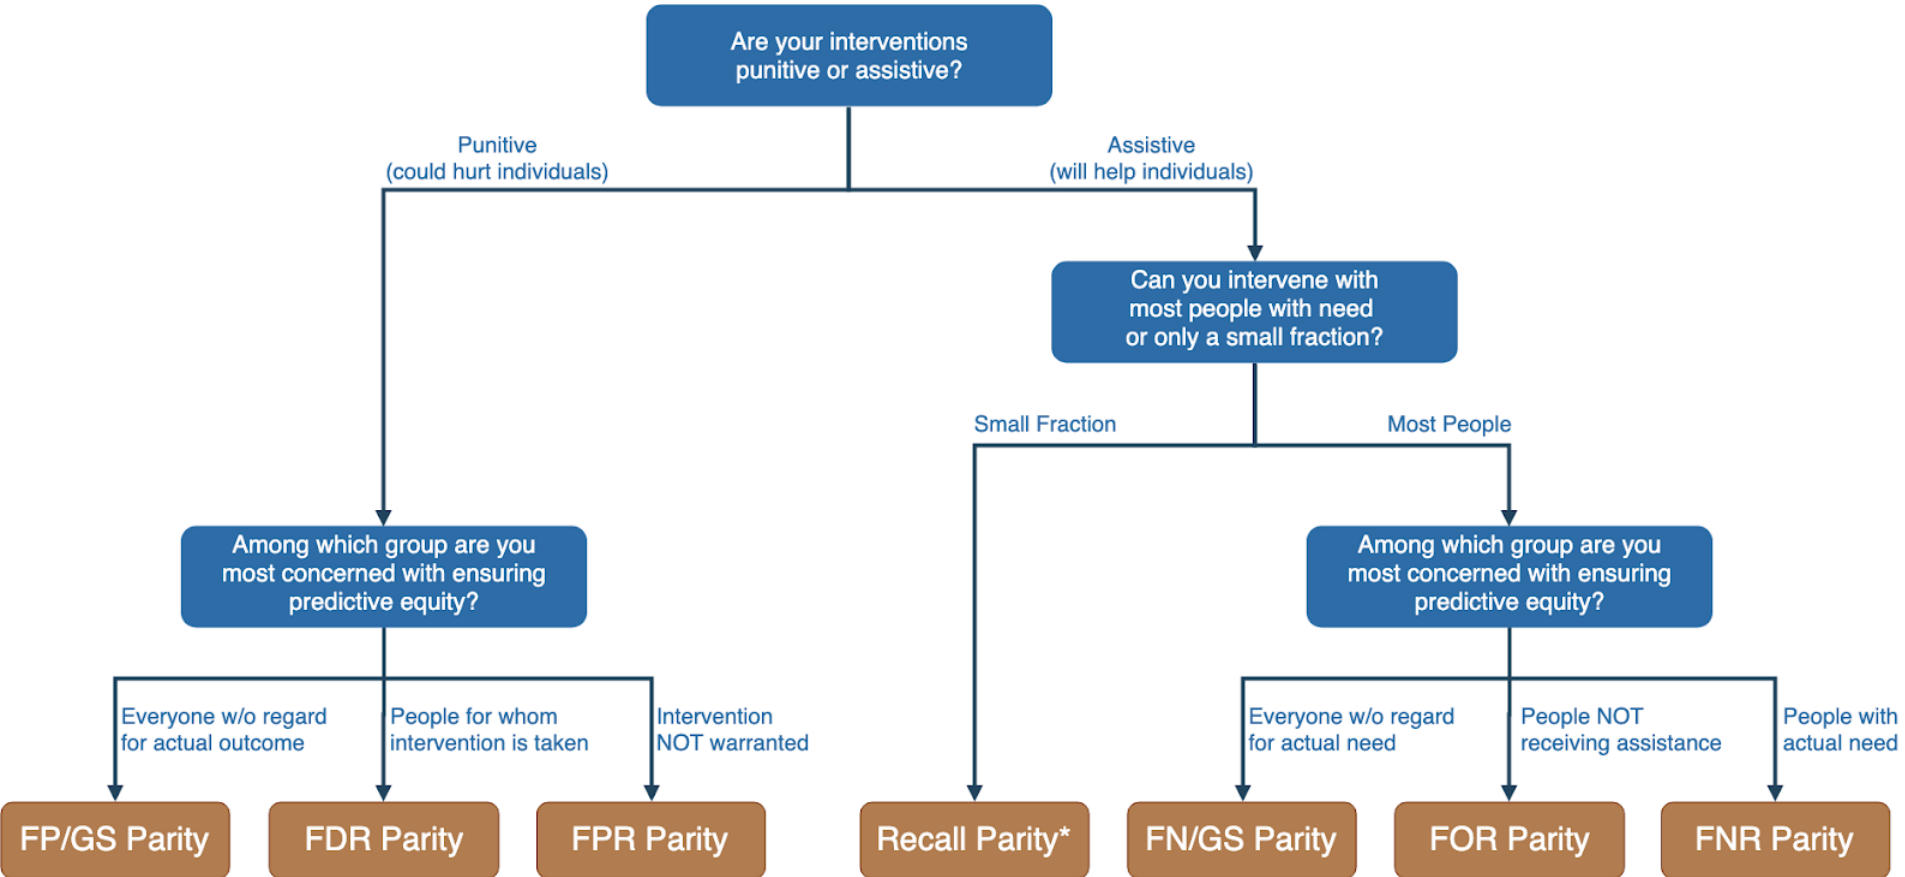 Are your interventions
punitive or assistive?
Punitive
(could hurt individuals)
Assistive
(will help individuals)
Can you intervene with
most people with need
or only a small fraction?
Small Fraction
Most People
Among which group are you
most concerned with ensuring
predictive equity?
Among which group are you
most concerned with ensuring
predictive equity?
Everyone w/o regard
for actual outcome
People for whom
intervention is taken
Intervention
NOT warranted
Everyone w/o regard
for actual need
People NOT
receiving assistance
People with
actual need
FP/GS Parity
FDR Parity
FPR Parity
Recall Parity*
FN/GS Parity
FOR Parity
FNR Parity